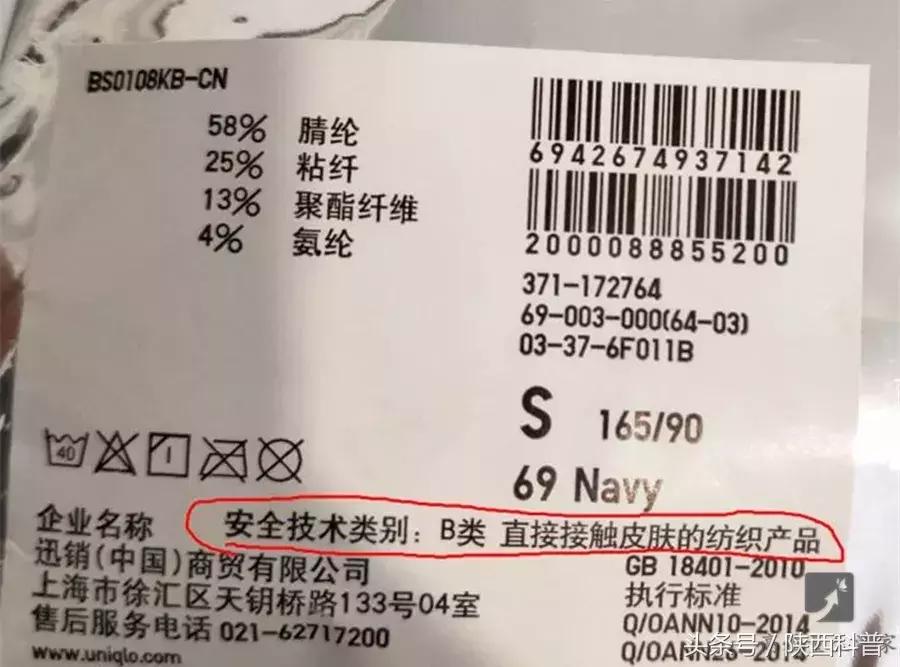 BS0108KB-CN
58% 腈纶
25% 粘纤
13% 聚酯纤维
4% 氨纶
6942674937142
2000088855200
371-172764
69-003-000(64-03)
03-37-6F011B
S 165/90
69 Navy
40
安全技术类别: B类 直接接触皮肤的纺织产品
GB 18401-2010
执行标准
Q/OANN10-2014
企业名称
迅销(中国)商贸有限公司
上海市徐汇区天钥桥路133号04室
售后服务电话 021-62717200
www.uniqlo.com
头条号/陕西科普